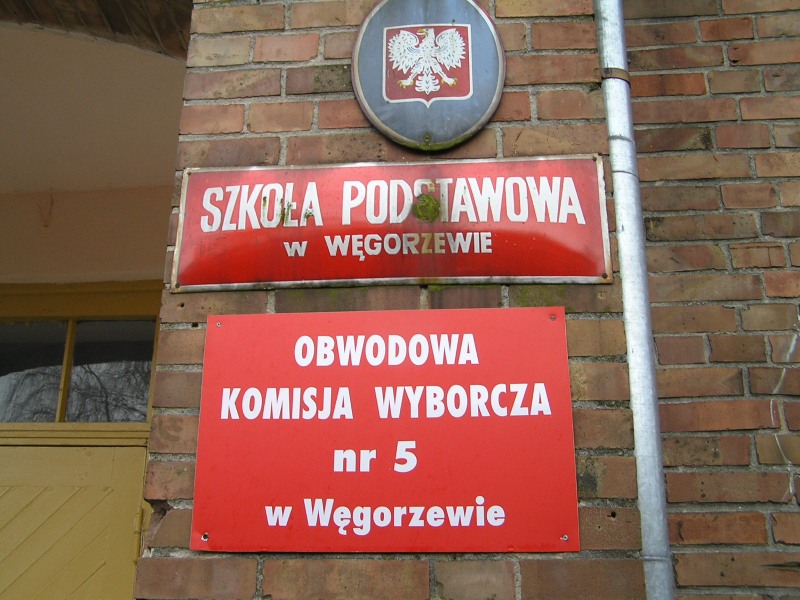 SZKOŁA PODSTAWOWA
w WĘGORZEWIE
OBWODOWA
KOMISJA WYBORCZA
nr 5
w Węgorzewie